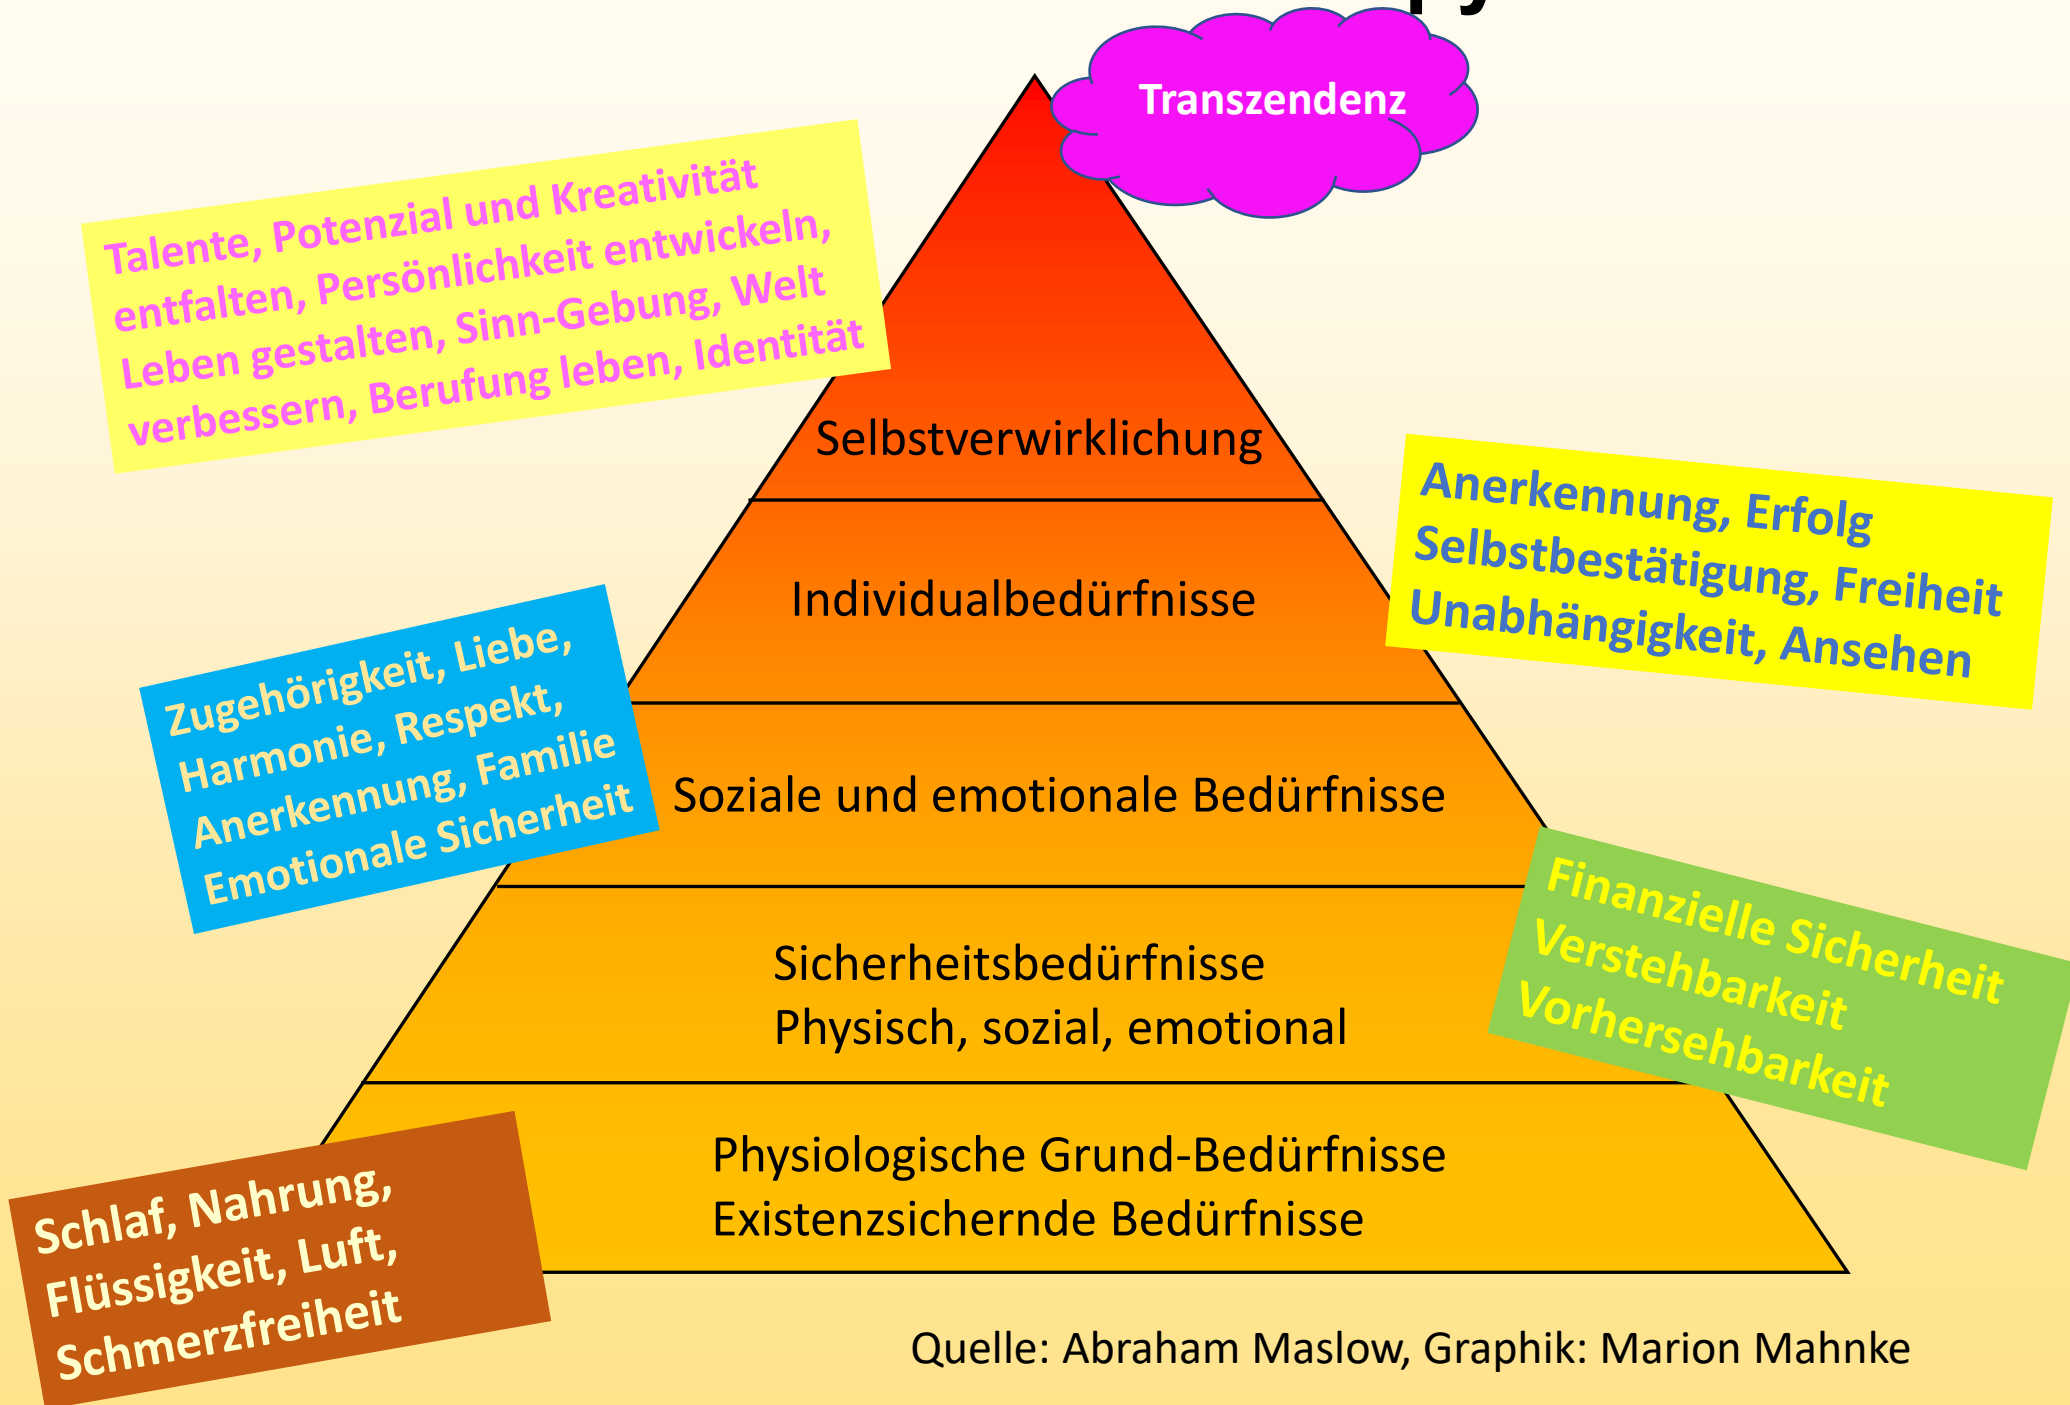 Transzendenz
Talente, Potenzial und Kreativität
entfalten, Persönlichkeit entwickeln,
Leben gestalten, Sinn-Gebung, Welt
verbessern, Berufung leben, Identität
Selbstverwirklichung
Anerkennung, Erfolg
Selbstbestätigung, Freiheit
Unabhängigkeit, Ansehen
Individualbedürfnisse
Zugehörigkeit, Liebe,
Harmonie, Respekt,
Anerkennung, Familie
Emotionale Sicherheit
Soziale und emotionale Bedürfnisse
Finanzielle Sicherheit
Verstehbarkeit
Vorhersehbarkeit
Sicherheitsbedürfnisse
Physisch, sozial, emotional
Physiologische Grund-Bedürfnisse
Existenzsichernde Bedürfnisse
Schlaf, Nahrung,
Flüssigkeit, Luft,
Schmerzfreiheit
Quelle: Abraham Maslow, Graphik: Marion Mahnke